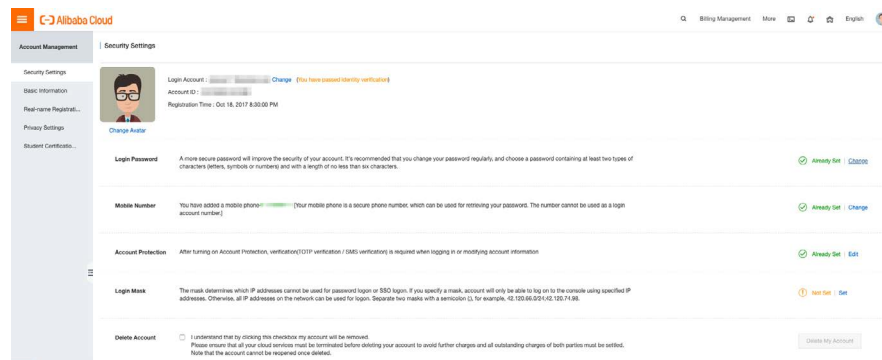 (-) Alibaba Cloud
Billing Management More English
Account Management
Security Settings
Basic Information
Real-name Registrati...
Privacy Settings
Student Certificatio...
Security Settings
Login Account : Change (You have passed identity verification)
Account ID :
Registration Time : Oct 18, 2017 8:30:00 PM
Change Avatar
Login Password
A more secure password will improve the security of your account. It's recommended that you change your password regularly, and choose a password containing at least two types of
characters (letters, symbols or numbers) and with a length of no less than six characters.
Already Set | Change
Mobile Number
You have added a mobile phone [Your mobile phone is a secure phone number, which can be used for retrieving your password. The number cannot be used as a login
account number.]
Already Set | Change
Account Protection
After turning on Account Protection, verification(TOTP verification / SMS verification) is required when logging in or modifying account information
Already Set | Edit
Login Mask
The mask determines which IP addresses cannot be used for password logon or SSO logon. If you specify a mask, account will only be able to log on to the console using specified IP
addresses. Otherwise, all IP addresses on the network can be used for logon. Separate two masks with a semicolon (;), for example, 42.120.66.0/24;42.120.74.98.
Not Set | Set
Delete Account
I understand that by clicking this checkbox my account will be removed.
Please ensure that all your cloud services must be terminated before deleting your account to avoid further charges and all outstanding charges of both parties must be settled.
Note that the account cannot be reopened once deleted.
Delete My Account